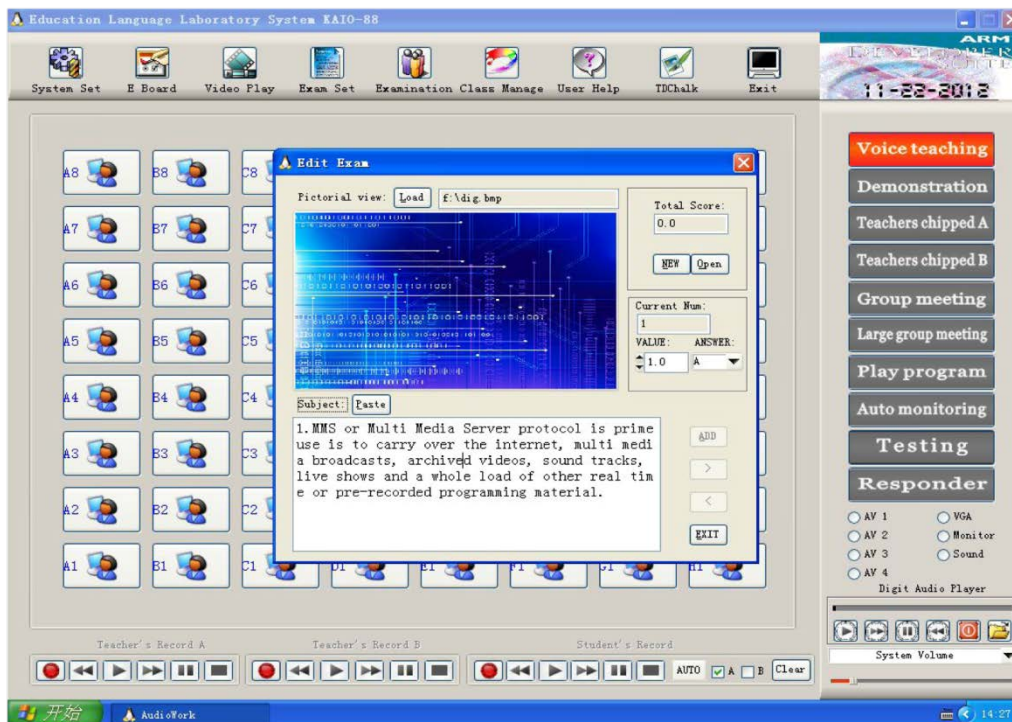 Education Language Laboratory System KAIO-88
ARM
DEVELOPER
SUITE
11-22-2012
System Set
E Board
Video Play
Exam Set
Examination
Class Manage
User Help
TDChalk
Exit
A8
B8
C8
A7
B7
C7
A6
B6
C6
A5
B5
C5
A4
B4
C4
A3
B3
C3
A2
B2
C2
A1
B1
C1
D1
E1
F1
G1
H1
Edit Exam
Pictorial view:
Load
f:\dig.bmp
Total Score:
0.0
NEW
Open
Current Num:
1
VALUE:
ANSWER:
1.0
A
Subject:
Paste
1.MMS or Multi Media Server protocol is prime
use is to carry over the internet, multi medi
a broadcasts, archived videos, sound tracks,
live shows and a whole load of other real tim
e or pre-recorded programming material.
ADD
>
<
EXIT
Voice teaching
Demonstration
Teachers chipped A
Teachers chipped B
Group meeting
Large group meeting
Play program
Auto monitoring
Testing
Responder
AV 1
VGA
AV 2
Monitor
AV 3
Sound
AV 4
Digit Audio Player
System Volume
Teacher's Record A
Teacher's Record B
Student's Record
AUTO
A
B
Clear
开始
AudioWork
14:27